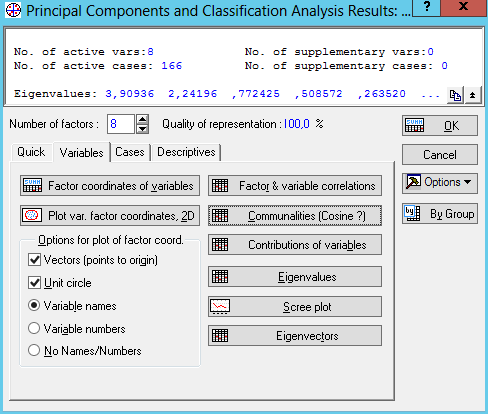 Principal Components and Classification Analysis Results: ... ? X
No. of active vars:8 No. of supplementary vars:0
No. of active cases: 166 No. of supplementary cases: 0
Eigenvalues: 3,90936 2,24196 ,772425 ,508572 ,263520 ...
Number of factors : 8 Quality of representation : 100,0 %
OK
Quick Variables Cases Descriptives
Cancel
Factor coordinates of variables
Factor & variable correlations
Options
Plot var. factor coordinates, 2D
Communalities (Cosine ?)
By Group
Options for plot of factor coord.
Contributions of variables
Vectors (points to origin)
Unit circle
Eigenvalues
Variable names
Scree plot
Variable numbers
Eigenvectors
No Names/Numbers